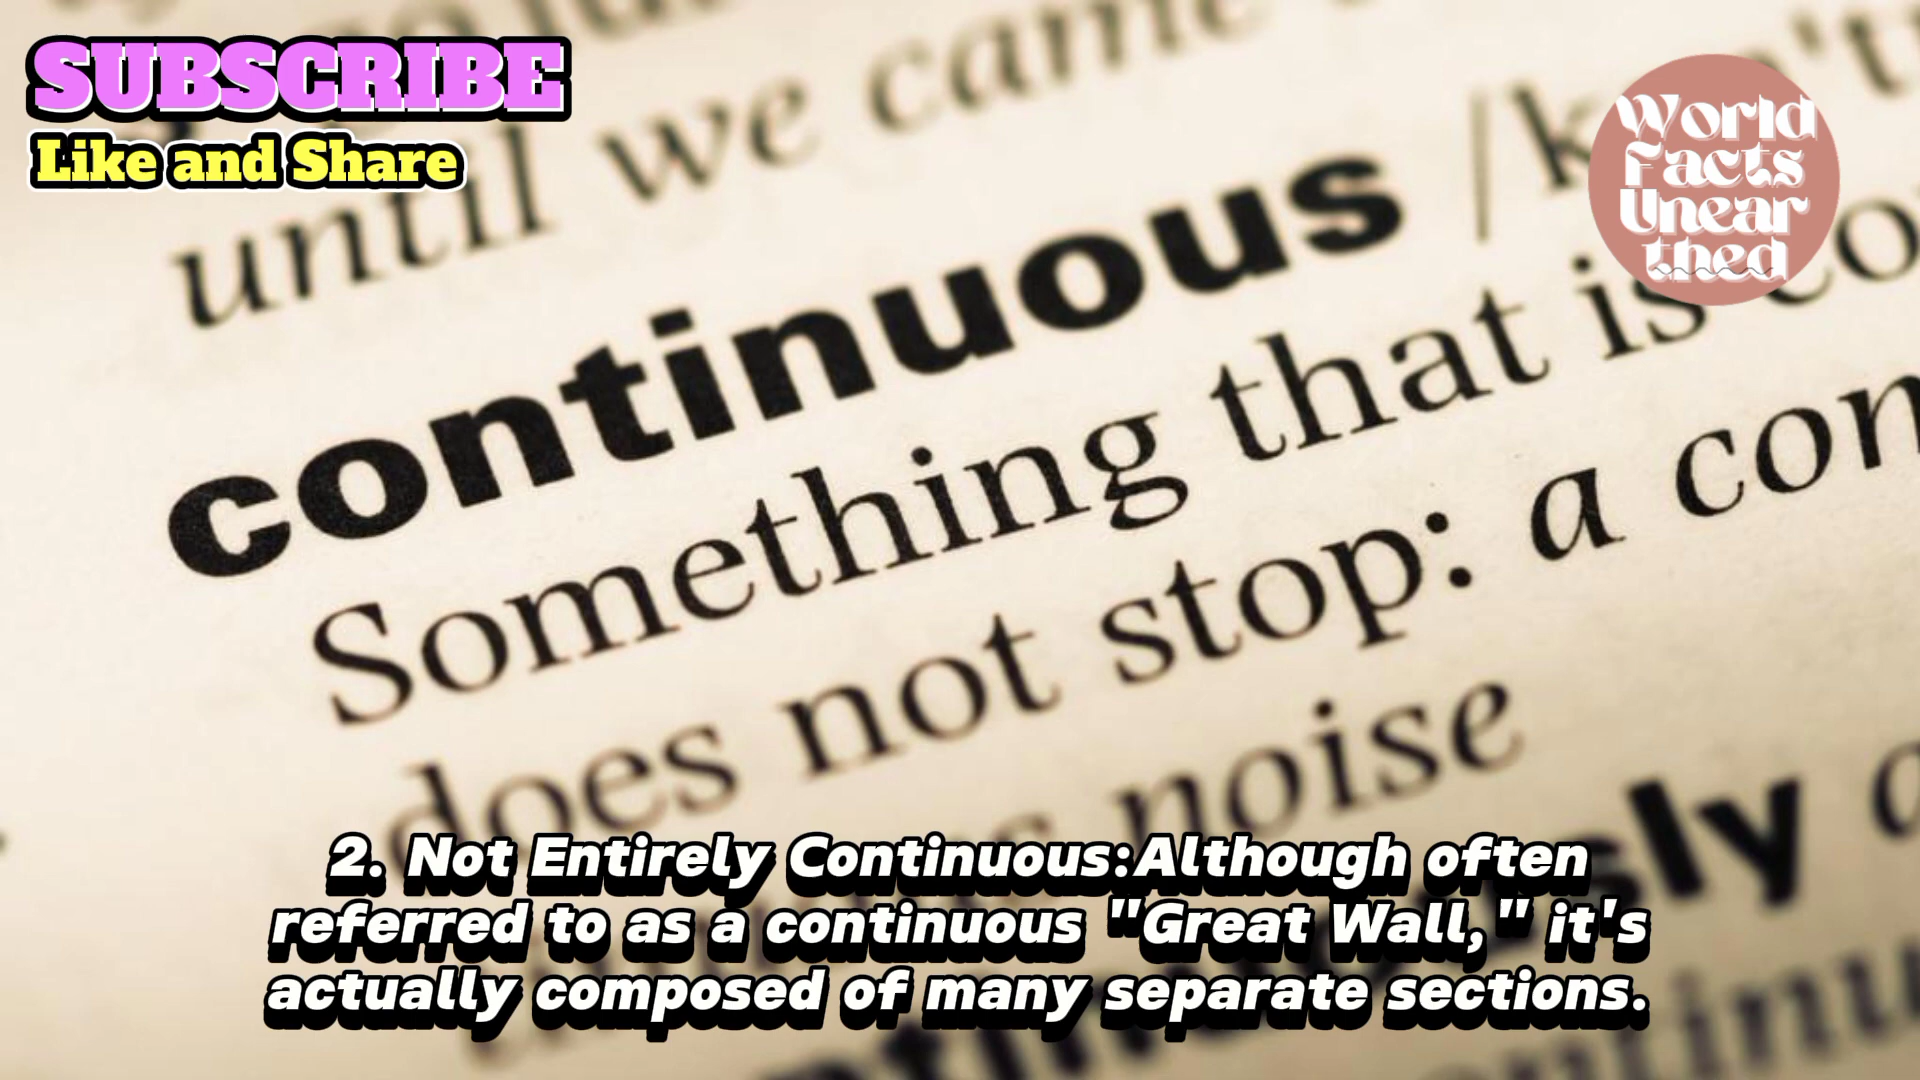 SUBSCRIBE
Like and Share
World
Facts
Unear
thed
until we came
continuous /k
Something that is co
does not stop: a con
noise
2. Not Entirely Continuous:Although often
referred to as a continuous "Great Wall," it's
actually composed of many separate sections.